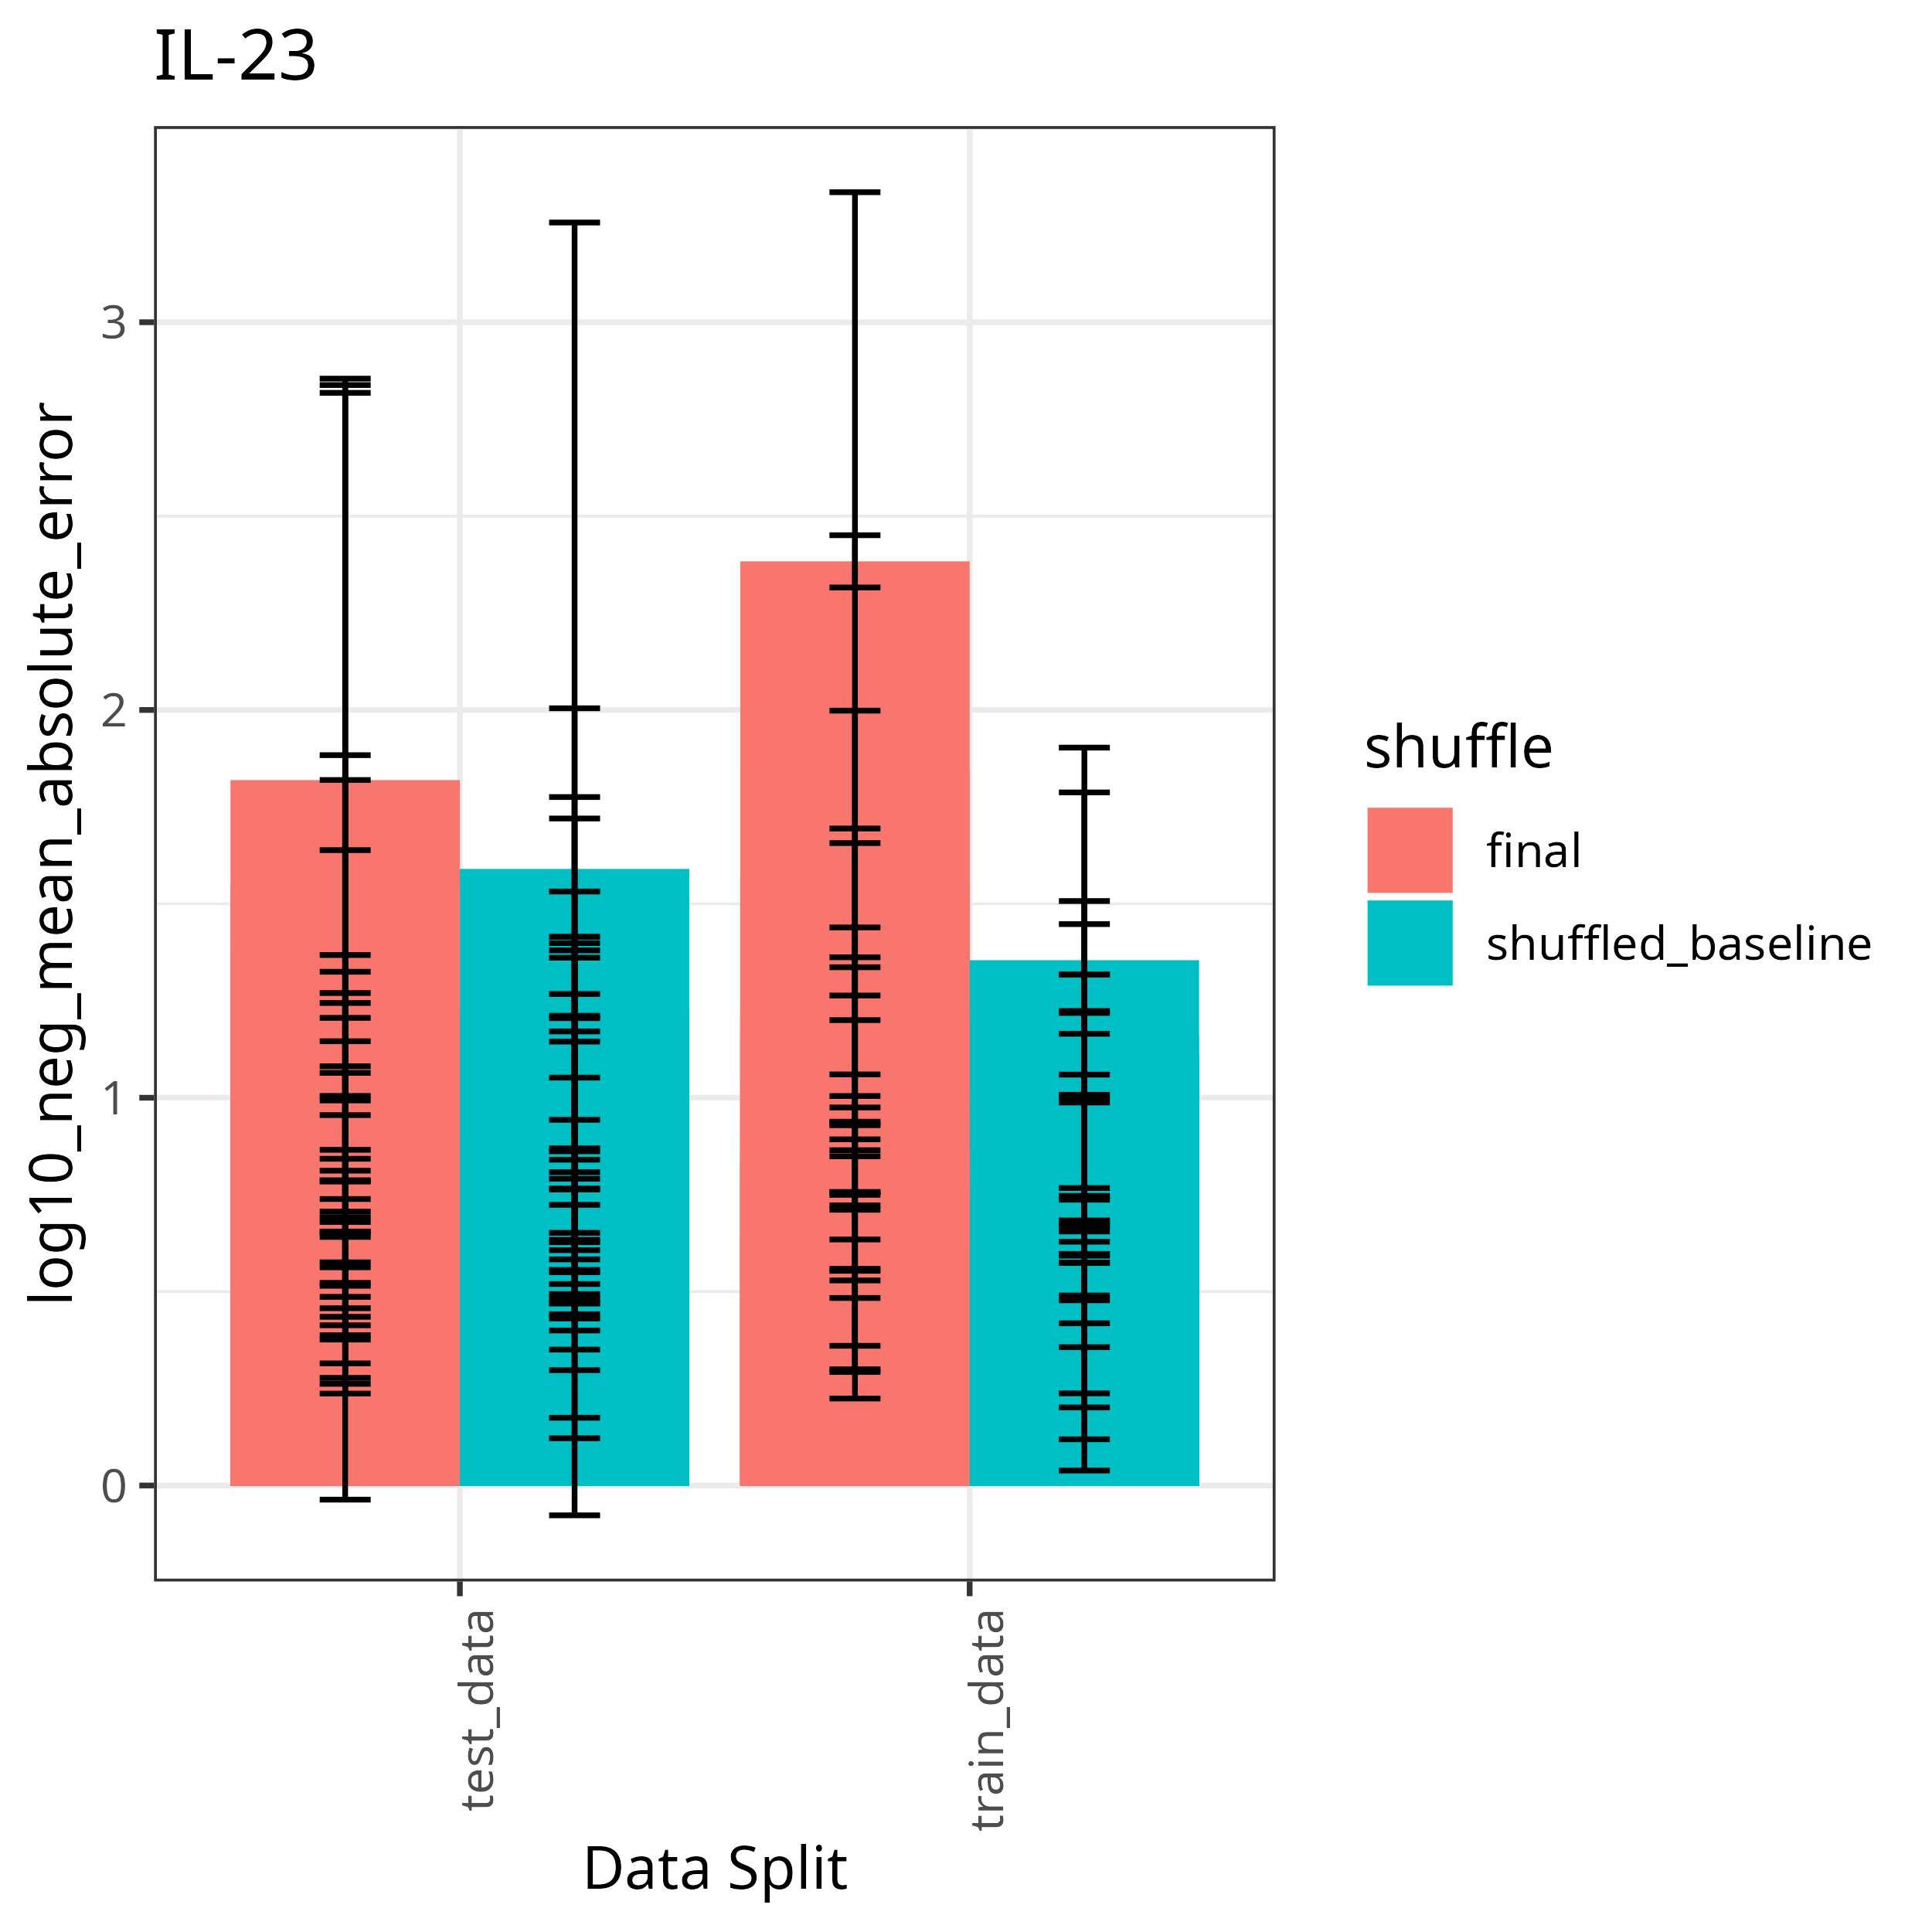 IL-23
log10_neg_mean_absolute_error
3
2
1
0
test_data
train_data
Data Split
shuffle
final
shuffled_baseline